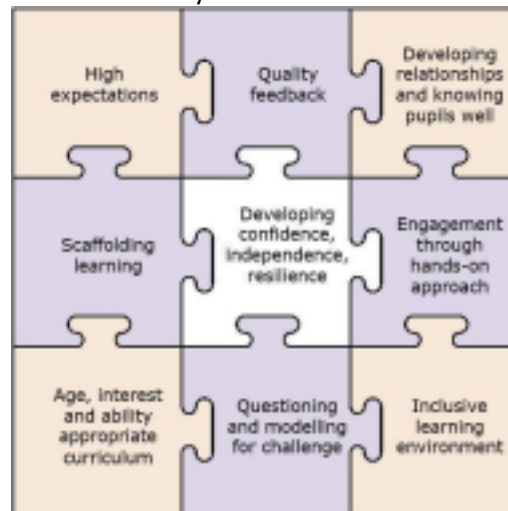 High
expectations
Quality
feedback
Developing
relationships
and knowing
pupils well
Scaffolding
learning
Developing
confidence,
independence,
resilience
Engagement
through
hands-on
approach
Age, interest
and ability
appropriate
curriculum
Questioning
and modelling
for challenge
Inclusive
learning
environment